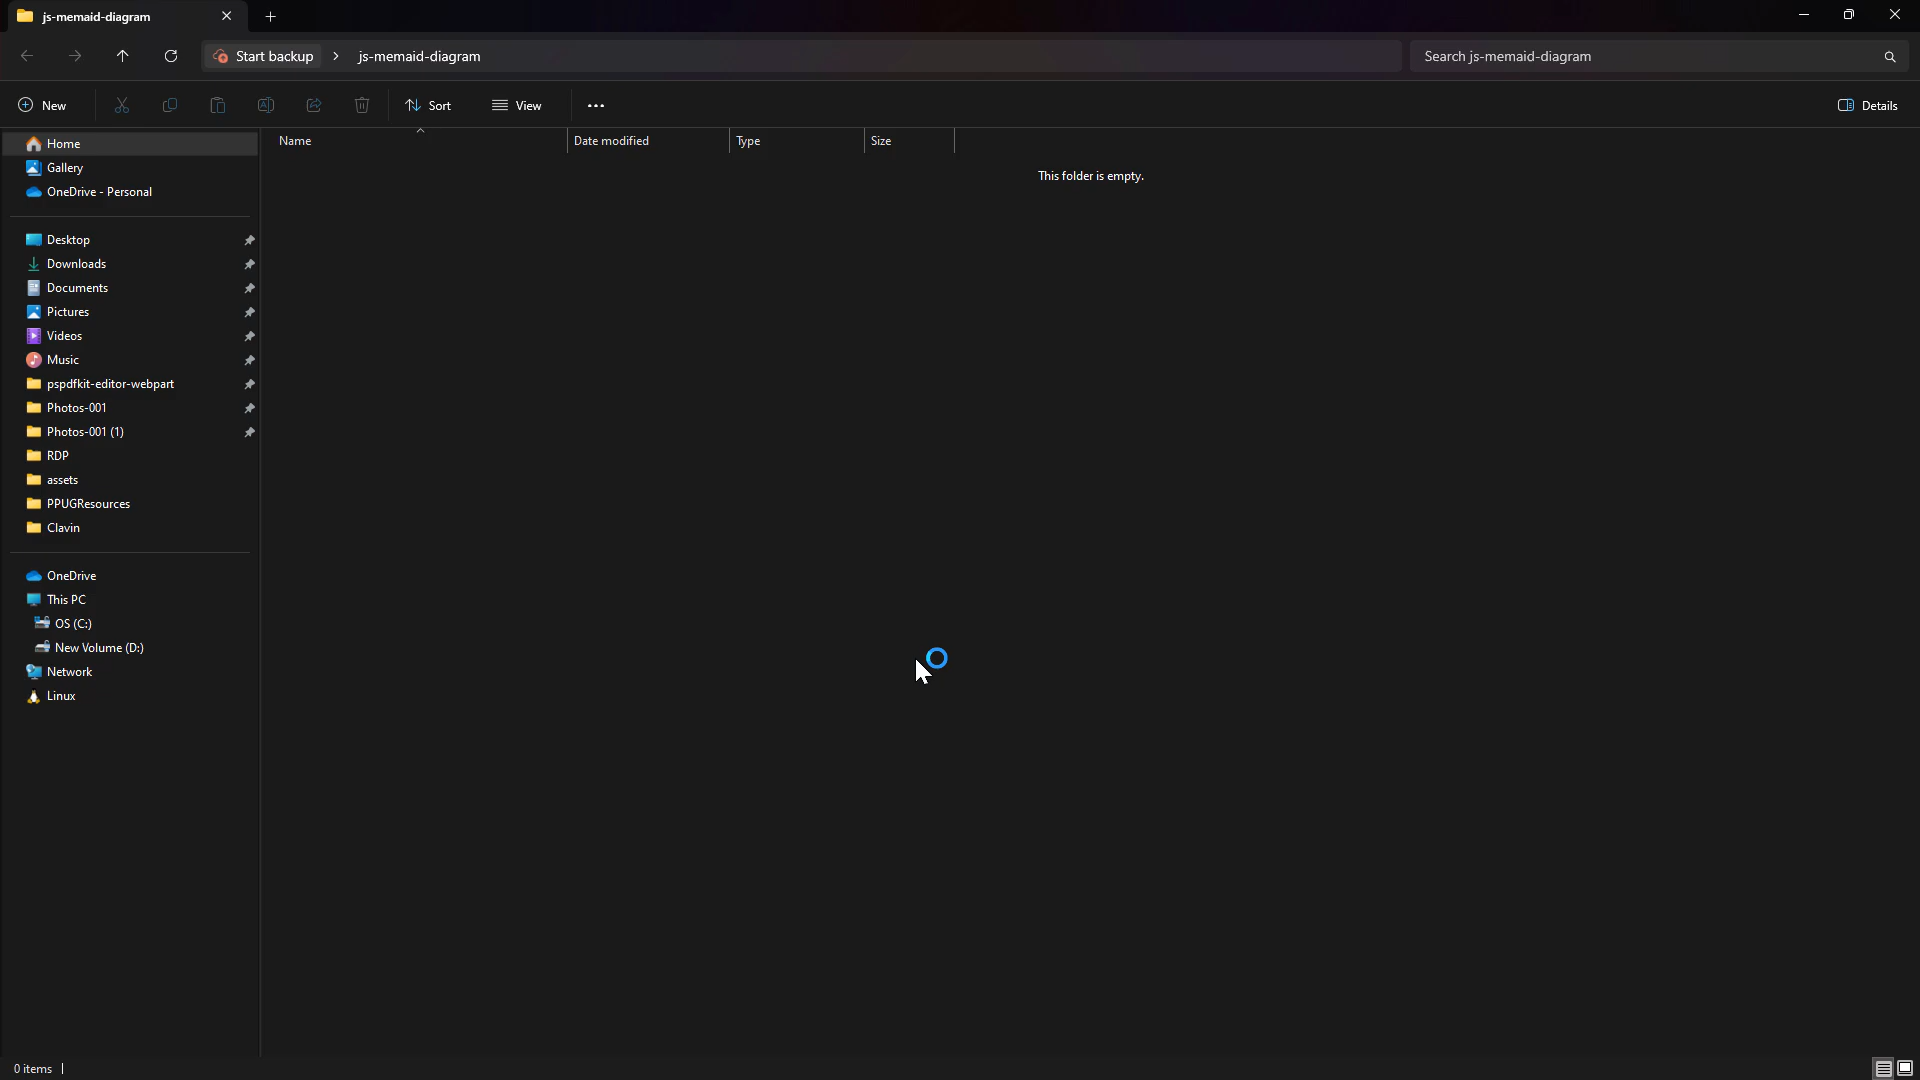 js-memaid-diagram
Start backup > js-memaid-diagram
Search js-memaid-diagram
New
Sort
View
Details
Name
Date modified
Type
Size
This folder is empty.
Home
Gallery
OneDrive - Personal
Desktop
Downloads
Documents
Pictures
Videos
Music
pspdfkit-editor-webpart
Photos-001
Photos-001 (1)
RDP
assets
PPUGResources
Clavin
OneDrive
This PC
OS (C:)
New Volume (D:)
Network
Linux
0 items